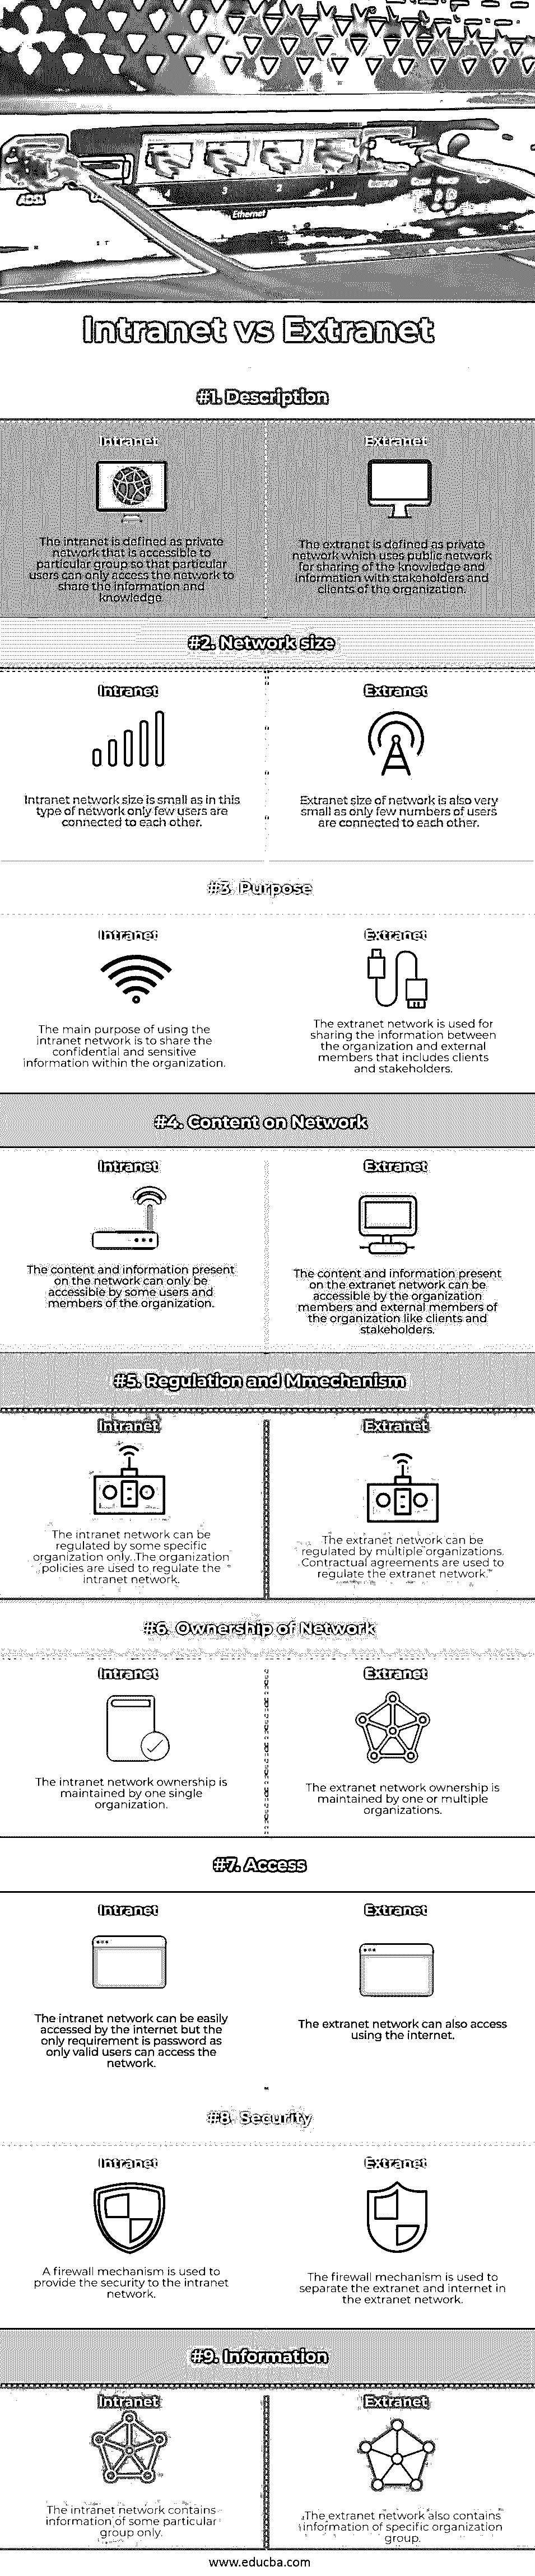 4
3
2
1
Ethernet
Intranet vs Extranet
#1. Description
Intranet
The intranet is defined as private
network that is accessible to
particular group so that particular
users can only access the network to
share the information and
knowledge.
Extranet
The extranet is defined as private
network which uses public network
for sharing of the knowledge and
information with stakeholders and
clients of the organization.
#2. Network size
Intranet
Intranet network size is small as in this
type of network only few users are
connected to each other.
Extranet
Extranet size of network is also very
small as only few numbers of users
are connected to each other.
#3. Purpose
Intranet
The main purpose of using the
intranet network is to share the
confidential and sensitive
information within the organization.
Extranet
The extranet network is used for
sharing the information between
the organization and external
members that includes clients
and stakeholders.
#4. Content on Network
Intranet
The content and information present
on the network can only be
accessible by some users and
members of the organization.
Extranet
The content and information present
on the extranet network can be
accessible by the organization
members and external members of
the organization like clients and
stakeholders.
#5. Regulation and Mmechanism
Intranet
The intranet network can be
regulated by some specific
organization only. The organization
policies are used to regulate the
intranet network.
Extranet
The extranet network can be
regulated by multiple organizations.
Contractual agreements are used to
regulate the extranet network.
#6. Ownership of Network
Intranet
The intranet network ownership is
maintained by one single
organization.
Extranet
The extranet network ownership is
maintained by one or multiple
organizations.
#7. Access
Intranet
The intranet network can be easily
accessed by the internet but the
only requirement is password as
only valid users can access the
network.
Extranet
The extranet network can also access
using the internet.
#8. Security
Intranet
A firewall mechanism is used to
provide the security to the intranet
network.
Extranet
The firewall mechanism is used to
separate the extranet and internet in
the extranet network.
#9. Information
Intranet
The intranet network contains
information of some particular
group only.
Extranet
The extranet network also contains
information of specific organization
group.
www.educba.com